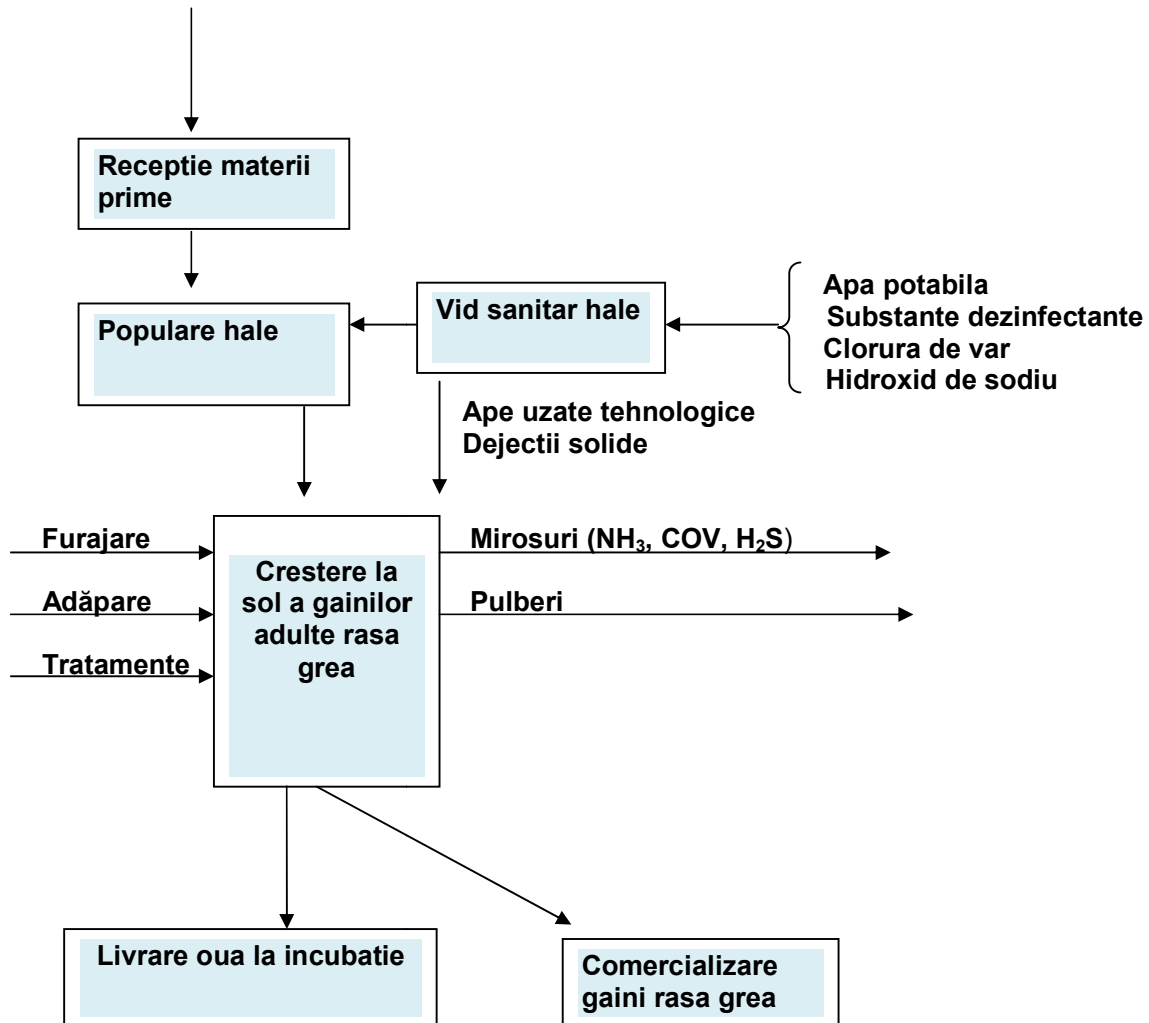 Receptie materii
prime
Populare hale
Vid sanitar hale
Apa potabila
Substante dezinfectante
Clorura de var
Hidroxid de sodiu
Ape uzate tehnologice
Dejectii solide
Furajare
Adăpare
Tratamente
Crestere la
sol a gainilor
adulte rasa
grea
Mirosuri (NH₃, COV, H₂S)
Pulberi
Livrare oua la incubatie
Comercializare
gaini rasa grea